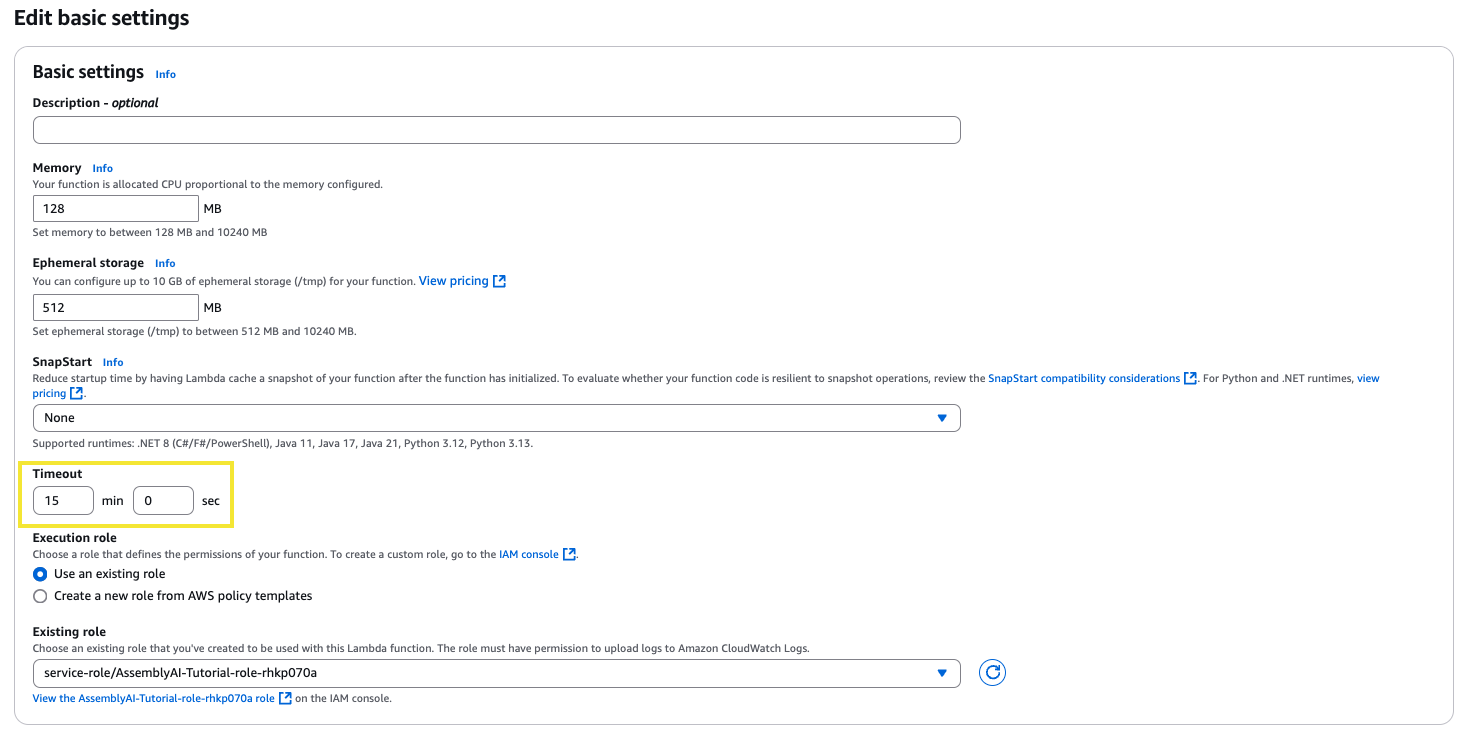 Edit basic settings
Basic settings Info
Description - optional
Memory Info
Your function is allocated CPU proportional to the memory configured.
128 MB
Set memory to between 128 MB and 10240 MB
Ephemeral storage Info
You can configure up to 10 GB of ephemeral storage (/tmp) for your function. View pricing
512 MB
Set ephemeral storage (/tmp) to between 512 MB and 10240 MB.
SnapStart Info
Reduce startup time by having Lambda cache a snapshot of your function after the function has initialized. To evaluate whether your function code is resilient to snapshot operations, review the SnapStart compatibility considerations. For Python and .NET runtimes, view
pricing.
None
Supported runtimes: .NET 8 (C#/F#/PowerShell), Java 11, Java 17, Java 21, Python 3.12, Python 3.13.
Timeout
15 min 0 sec
Execution role
Choose a role that defines the permissions of your function. To create a custom role, go to the IAM console.
Use an existing role
Create a new role from AWS policy templates
Existing role
Choose an existing role that you've created to be used with this Lambda function. The role must have permission to upload logs to Amazon CloudWatch Logs.
service-role/AssemblyAI-Tutorial-role-rhkp070a
View the AssemblyAI-Tutorial-role-rhkp070a role on the IAM console.